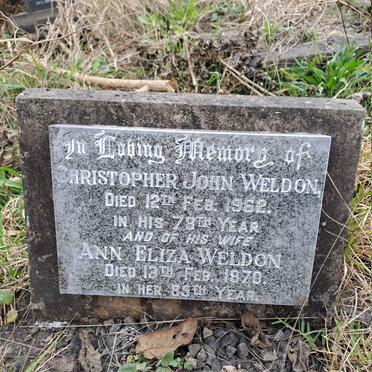 In Loving Memory of
CHRISTOPHER JOHN WELDON,
DIED 12TH FEB. 1962.
IN HIS 79TH YEAR
AND OF HIS WIFE
ANN ELIZA WELDON
DIED 13TH FEB. 1970.
IN HER 85TH YEAR.